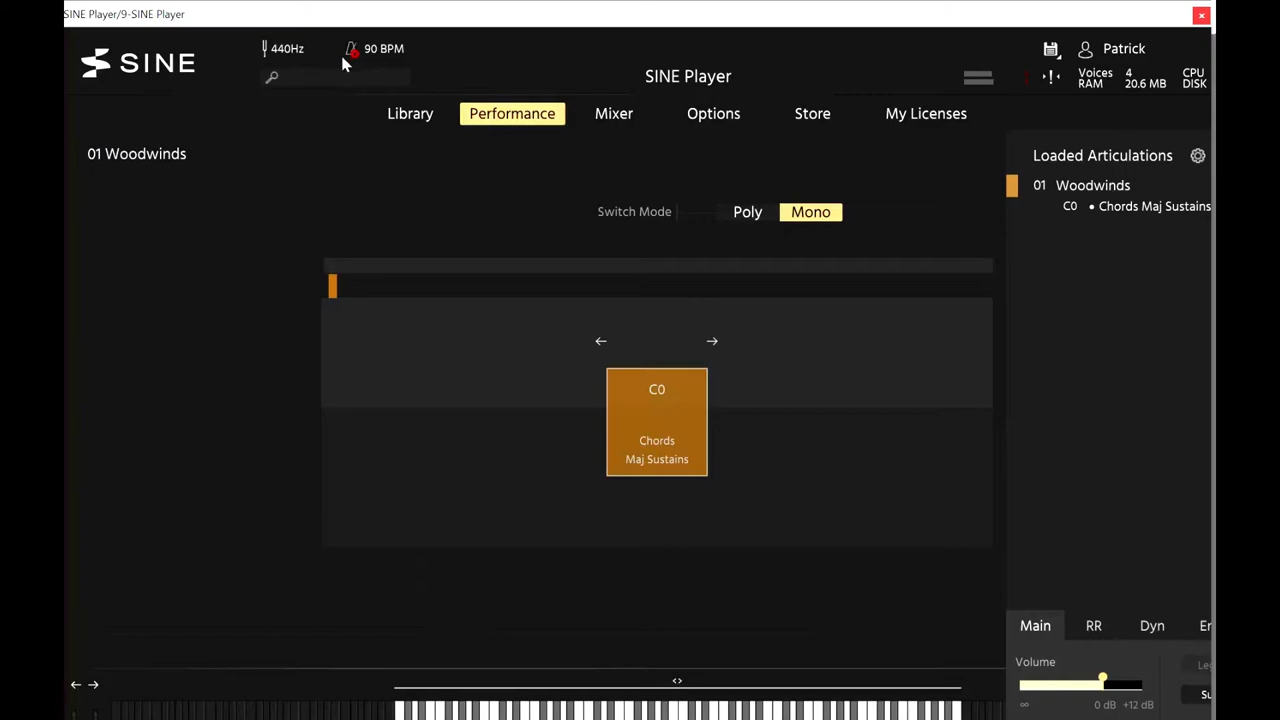 SINE Player/9-SINE Player
440Hz
90 BPM
SINE
SINE Player
Patrick
Voices 4
RAM 20.6 MB
CPU
DISK
Library
Performance
Mixer
Options
Store
My Licenses
01 Woodwinds
Switch Mode
Poly
Mono
C0
Chords
Maj Sustains
Loaded Articulations
01 Woodwinds
C0 • Chords Maj Sustains
Main
RR
Dyn
Volume
∞
0 dB
+12 dB